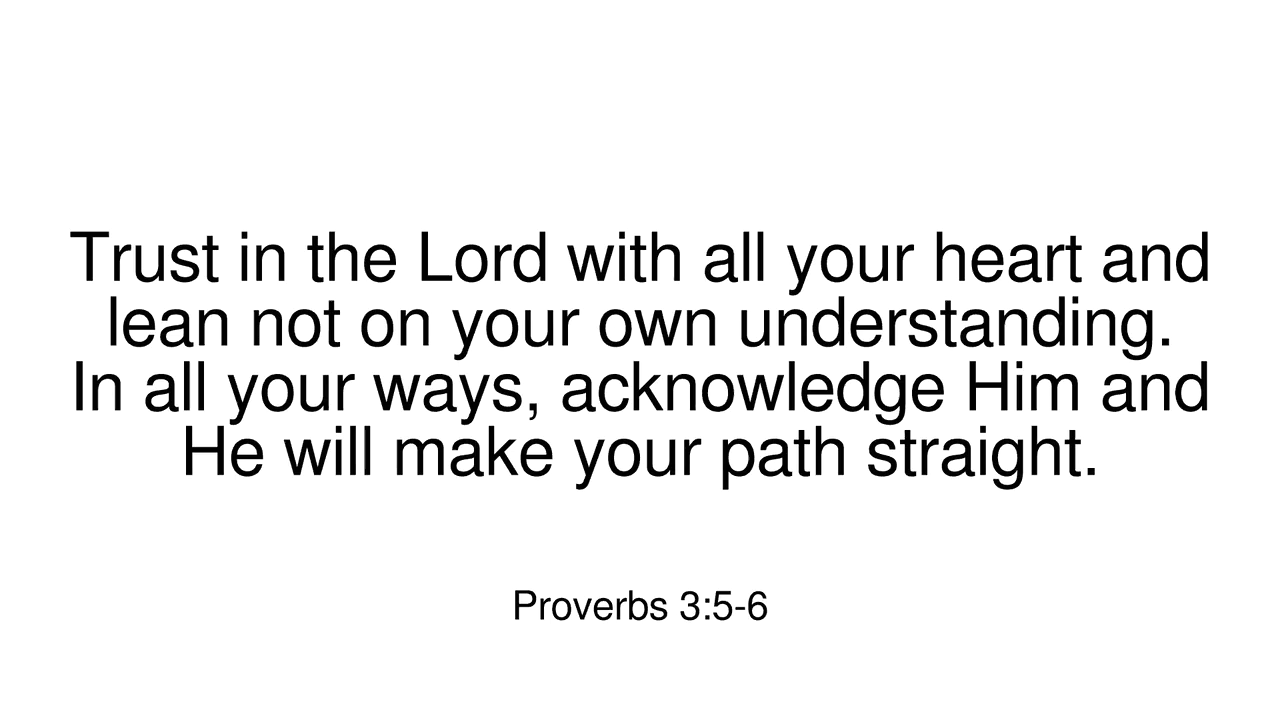 Trust in the Lord with all your heart and
lean not on your own understanding.
In all your ways, acknowledge Him and
He will make your path straight.
Proverbs 3:5-6